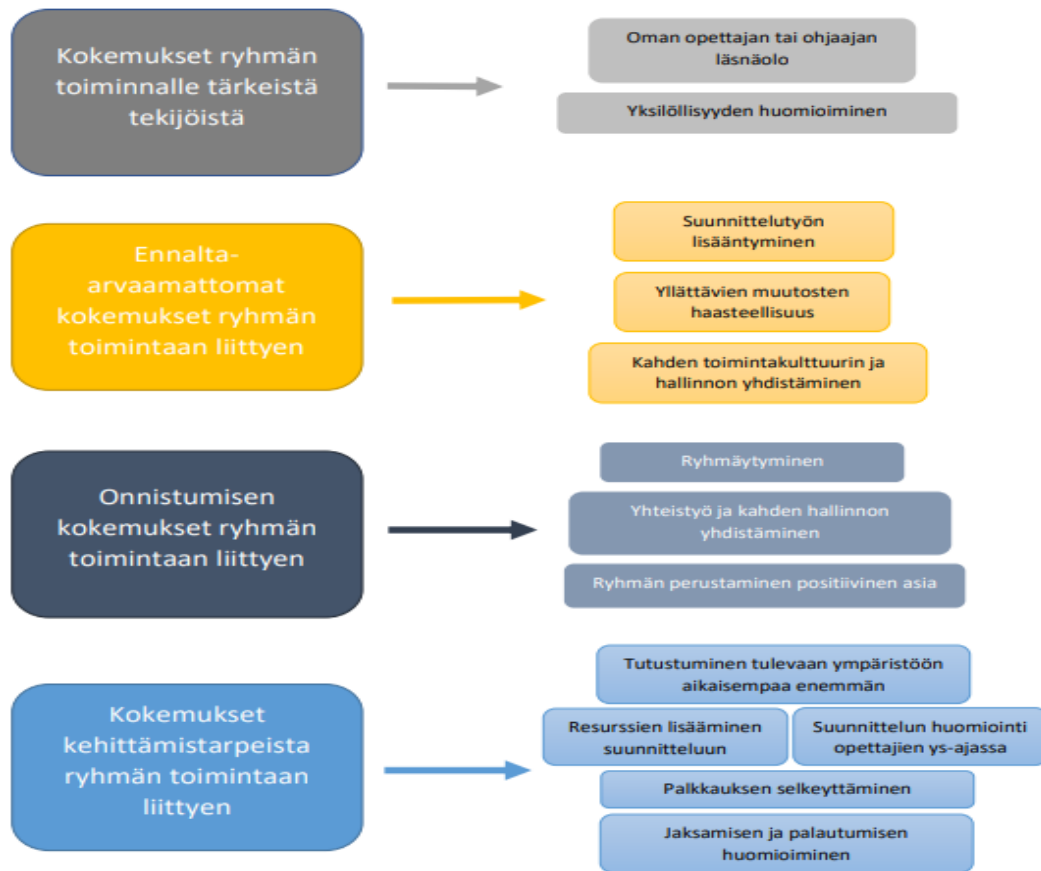 Kokemukset ryhmän
toiminnalle tärkeistä
tekijöistä
Oman opettajan tai ohjaajan
läsnäolo
Yksilöllisyyden huomioiminen
Ennalta-
arvaamattomat
kokemukset ryhmän
toimintaan liittyen
Suunnittelutyön
lisääntyminen
Yllättävien muutosten
haasteellisuus
Kahden toimintakulttuurin ja
hallinnon yhdistäminen
Onnistumisen
kokemukset ryhmän
toimintaan liittyen
Ryhmäytyminen
Yhteistyö ja kahden hallinnon
yhdistäminen
Ryhmän perustaminen positiivinen asia
Kokemukset
kehittämistarpeista
ryhmän toimintaan
liittyen
Tutustuminen tulevaan ympäristöön
aikaisempaa enemmän
Resurssien lisääminen
suunnitteluun
Suunnittelun huomiointi
opettajien ys-ajassa
Palkkauksen selkeyttäminen
Jaksamisen ja palautumisen
huomioiminen